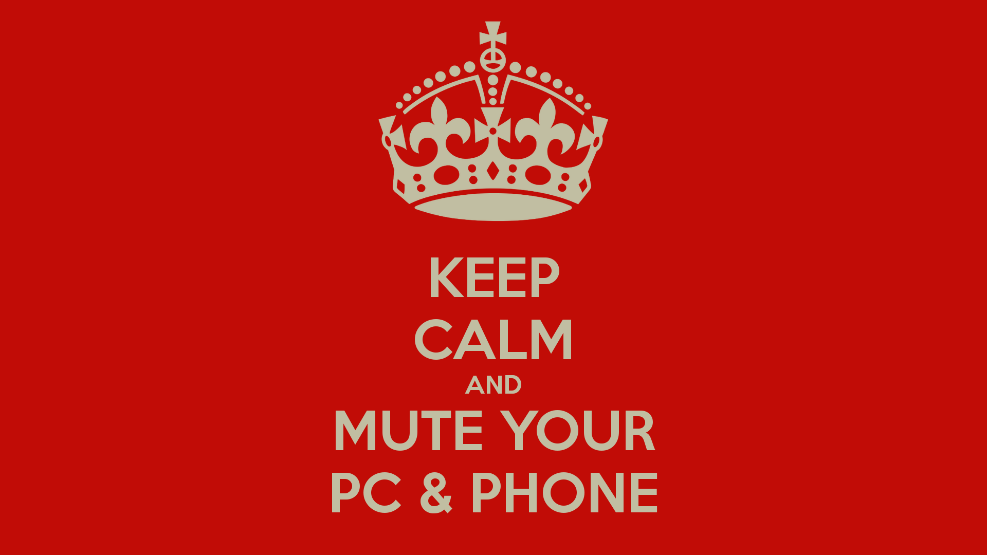 KEEP
CALM
AND
MUTE YOUR
PC & PHONE